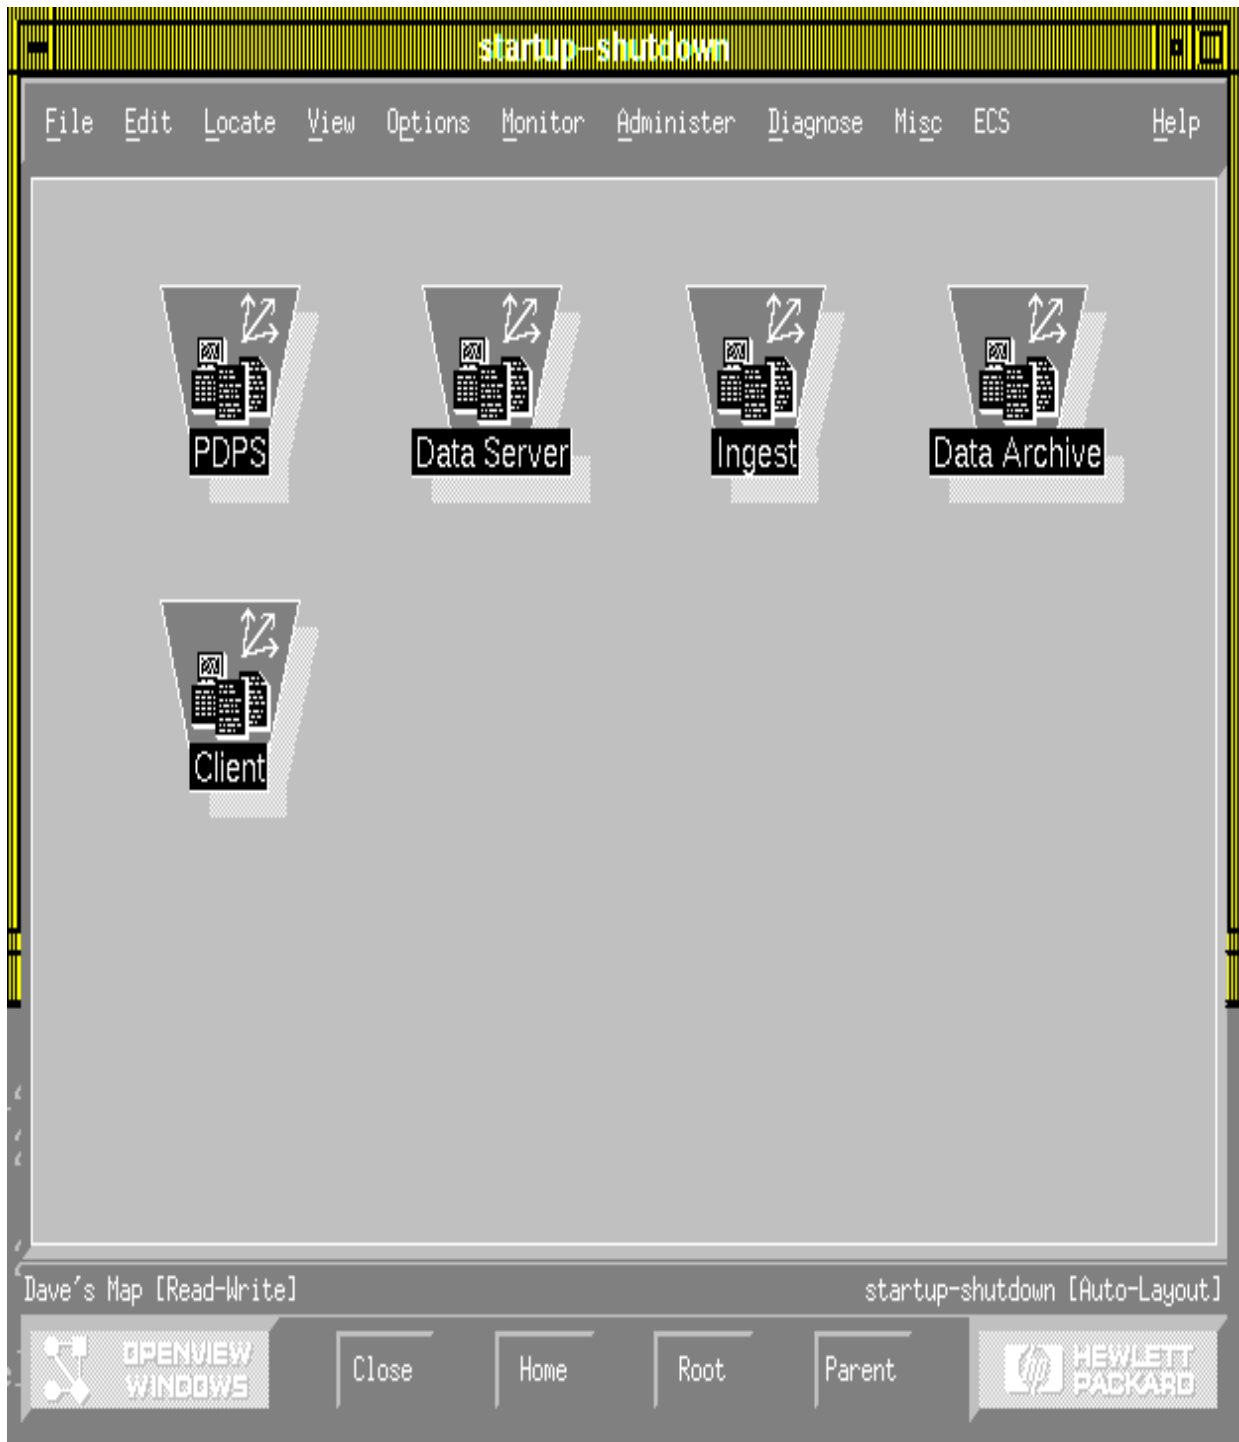 startup-shutdown
File Edit Locate View Options Monitor Administer Diagnose Misc ECS Help
PDPS Data Server Ingest Data Archive
Client
Dave's Map [Read-Write] startup-shutdown [Auto-Layout]
OPENVIEW
WINDOWS
Close Home Root Parent
hp HEWLETT
PACKARD